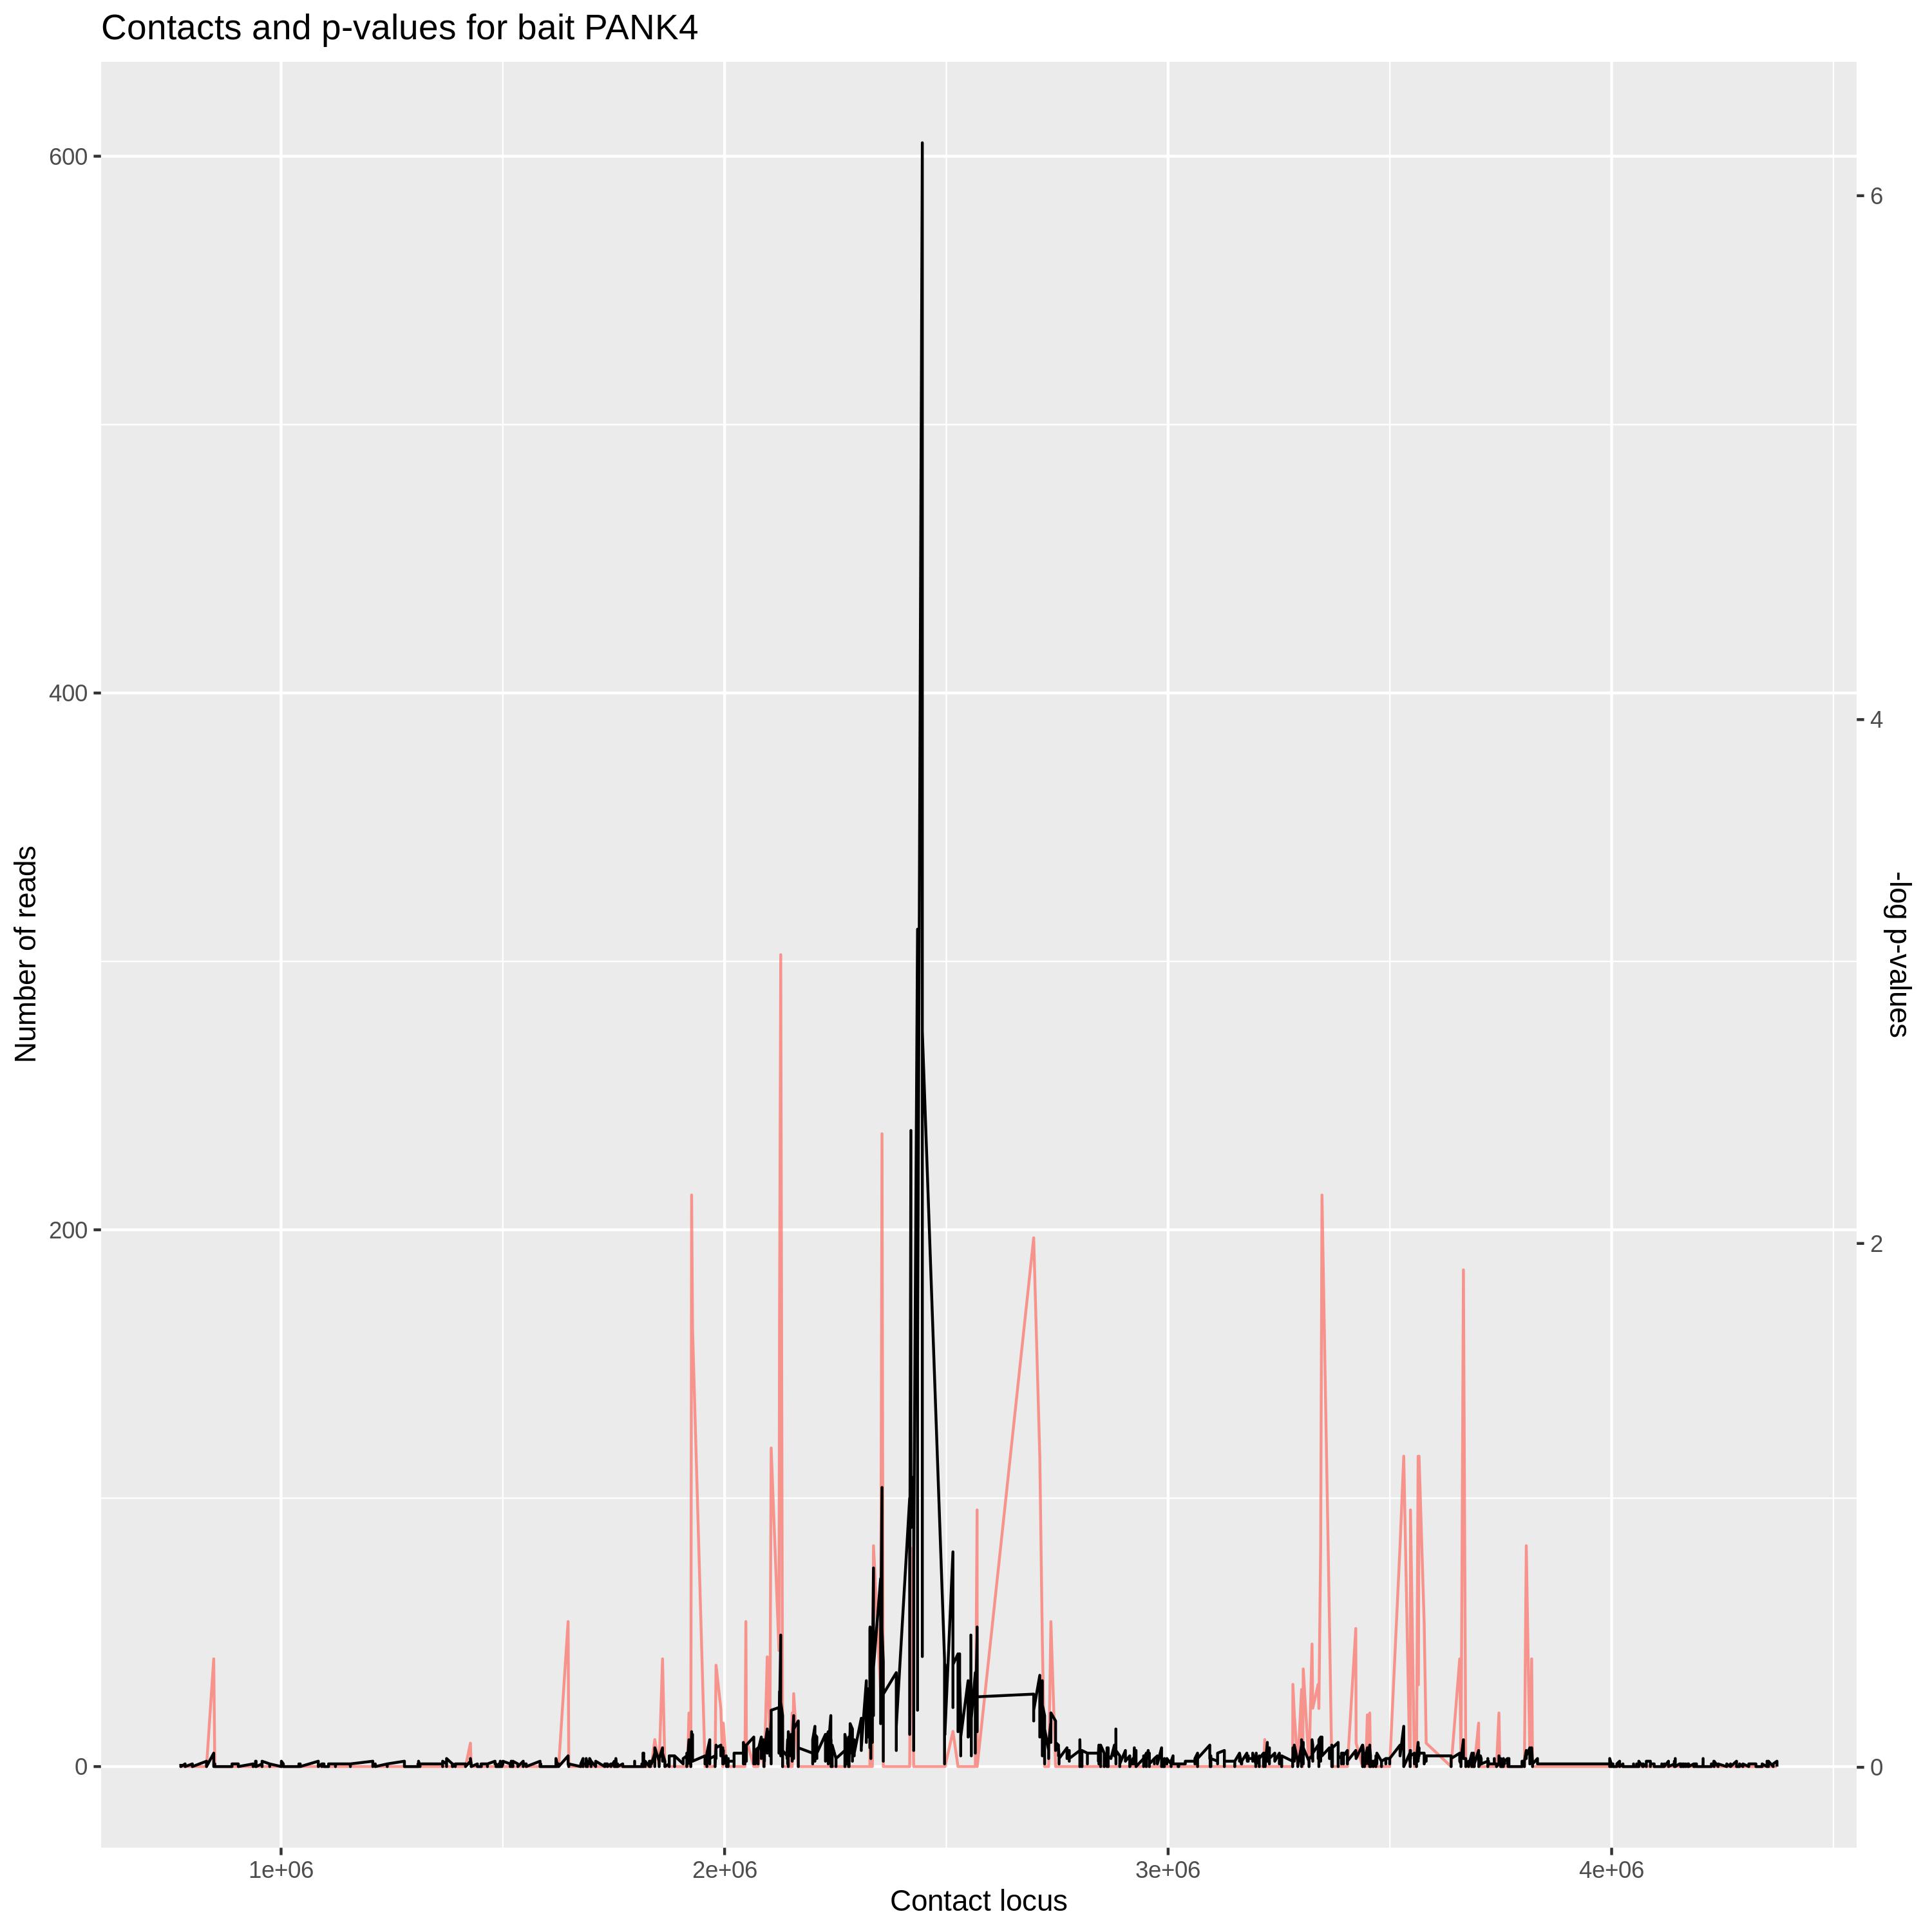 Contacts and p-values for bait PANK4
600
400
200
0
6
4
2
0
Number of reads
-log p-values
1e+06
2e+06
3e+06
4e+06
Contact locus